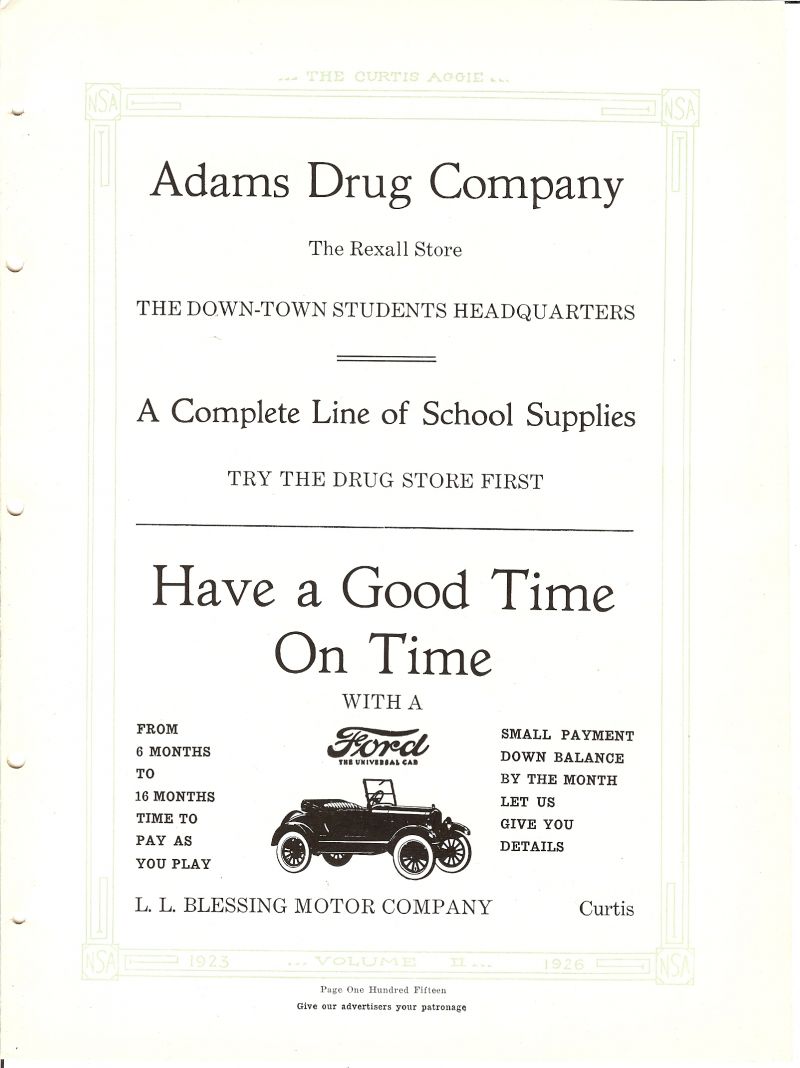 ... THE CURTIS AGGIE ...
NSA
NSA
Adams Drug Company
The Rexall Store
THE DOWN-TOWN STUDENTS HEADQUARTERS
A Complete Line of School Supplies
TRY THE DRUG STORE FIRST
Have a Good Time
On Time
WITH A
FROM
6 MONTHS
TO
16 MONTHS
TIME TO
PAY AS
YOU PLAY
Ford
THE UNIVERSAL CAR
SMALL PAYMENT
DOWN BALANCE
BY THE MONTH
LET US
GIVE YOU
DETAILS
L. L. BLESSING MOTOR COMPANY Curtis
NSA
1923 ... VOLUME II ... 1926
NSA
Page One Hundred Fifteen
Give our advertisers your patronage